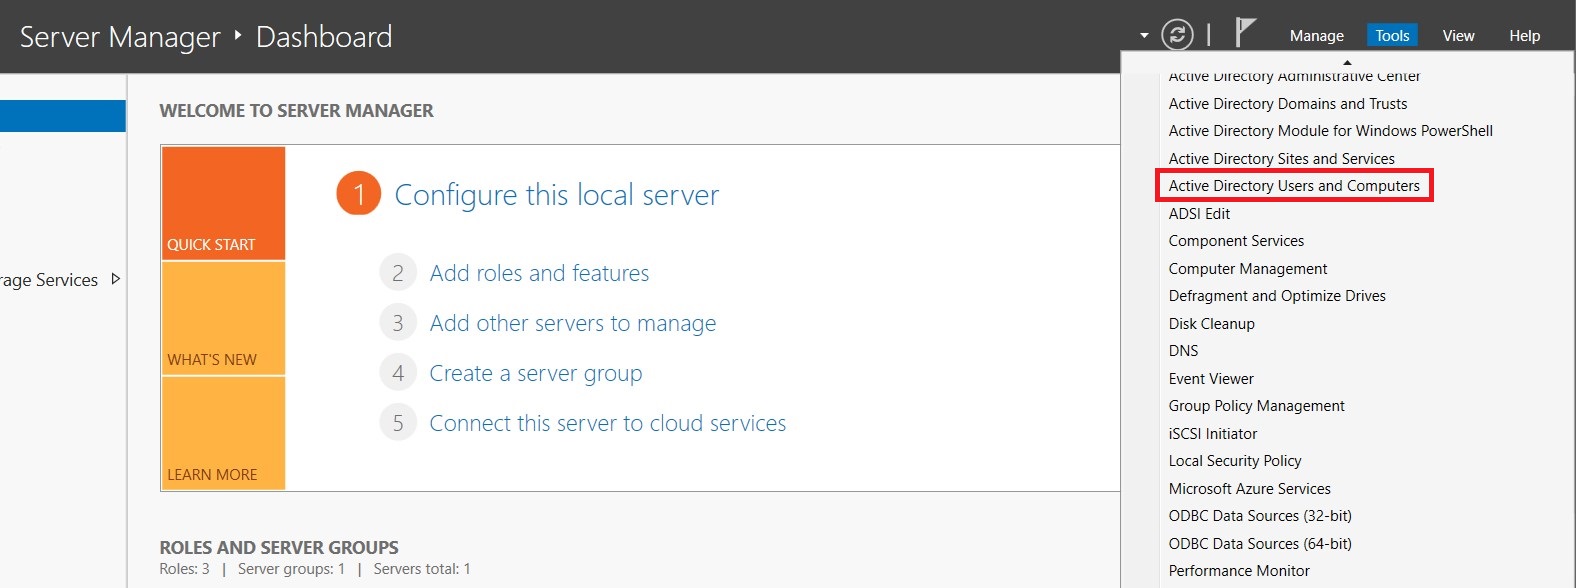 Server Manager ‣ Dashboard
Manage Tools View Help
rage Services
WELCOME TO SERVER MANAGER
QUICK START
WHAT'S NEW
LEARN MORE
1 Configure this local server
2 Add roles and features
3 Add other servers to manage
4 Create a server group
5 Connect this server to cloud services
ROLES AND SERVER GROUPS
Roles: 3 | Server groups: 1 | Servers total: 1
Active Directory Administrative Center
Active Directory Domains and Trusts
Active Directory Module for Windows PowerShell
Active Directory Sites and Services
Active Directory Users and Computers
ADSI Edit
Component Services
Computer Management
Defragment and Optimize Drives
Disk Cleanup
DNS
Event Viewer
Group Policy Management
iSCSI Initiator
Local Security Policy
Microsoft Azure Services
ODBC Data Sources (32-bit)
ODBC Data Sources (64-bit)
Performance Monitor